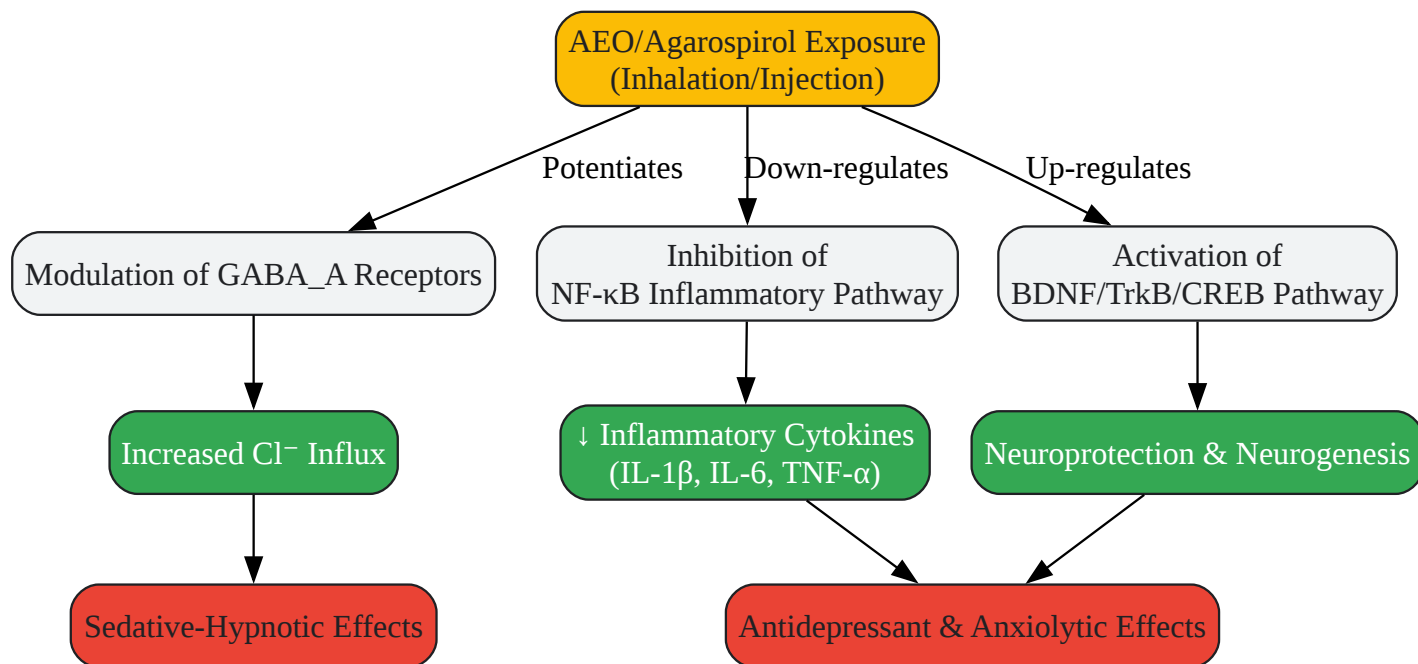 AEO/Agarospirol Exposure
(Inhalation/Injection)
Potentiates
Down-regulates
Up-regulates
Modulation of GABA_A Receptors
Inhibition of
NF-κB Inflammatory Pathway
Activation of
BDNF/TrkB/CREB Pathway
Increased Cl⁻ Influx
↓ Inflammatory Cytokines
(IL-1β, IL-6, TNF-α)
Neuroprotection & Neurogenesis
Sedative-Hypnotic Effects
Antidepressant & Anxiolytic Effects